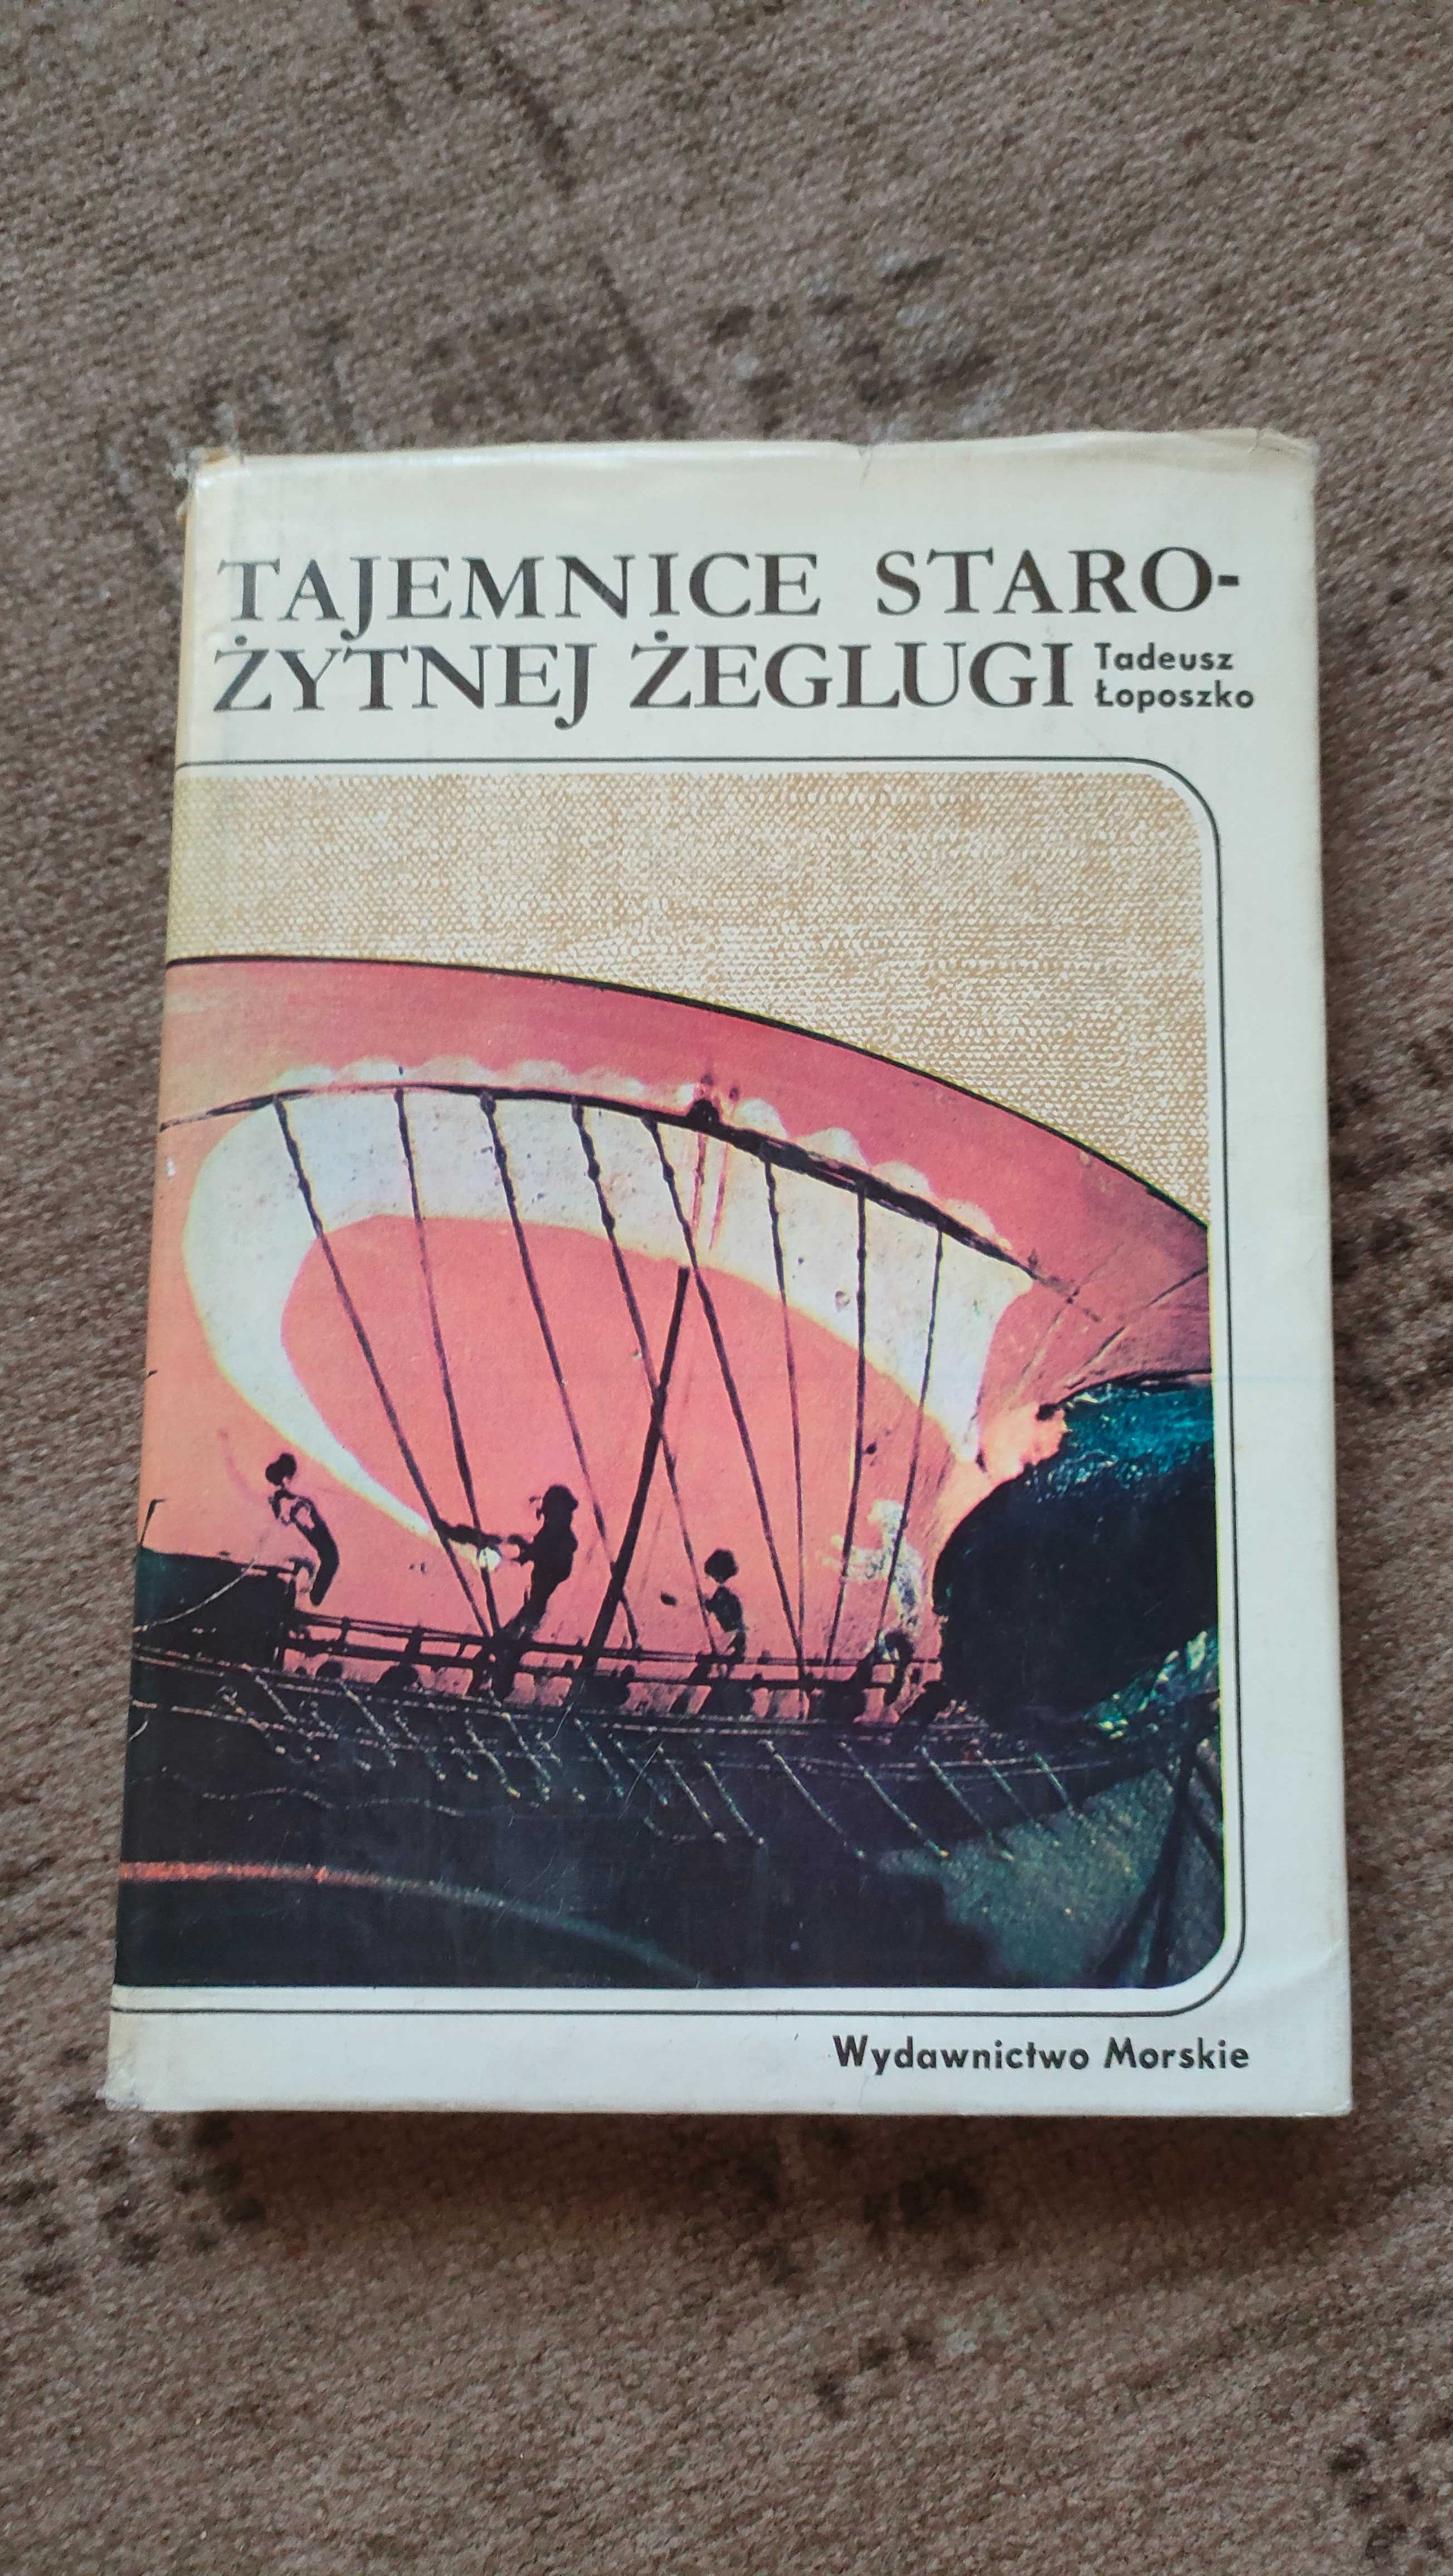 TAJEMNICE STARO-
ŻYTNEJ ŻEGLUGI
Tadeusz
Łoposzko
Wydawnictwo Morskie